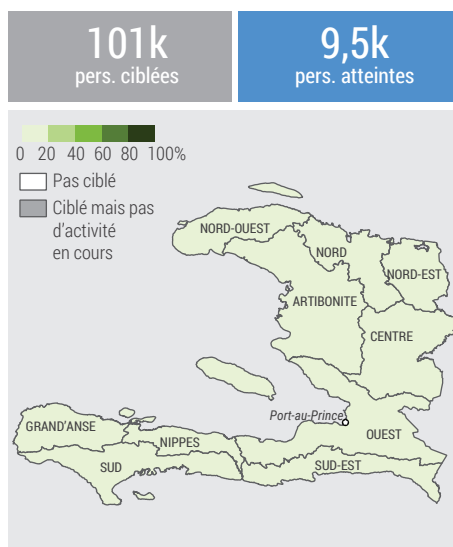 101k
pers. ciblées
9,5k
pers. atteintes
0 20 40 60 80 100%
Pas ciblé
Ciblé mais pas
d'activité
en cours
NORD-OUEST
NORD
NORD-EST
ARTIBONITE
CENTRE
Port-au-Prince
GRAND'ANSE
OUEST
NIPPES
SUD
SUD-EST